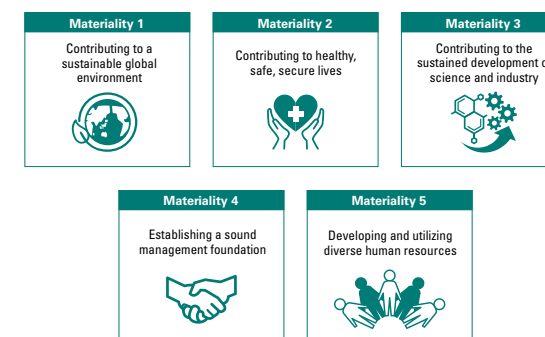 Materiality 1
Contributing to a
sustainable global
environment
Materiality 2
Contributing to healthy,
safe, secure lives
Materiality 3
Contributing to the
sustained development
science and industry
Materiality 4
Establishing a sound
management foundation
Materiality 5
Developing and utilizing
diverse human resources